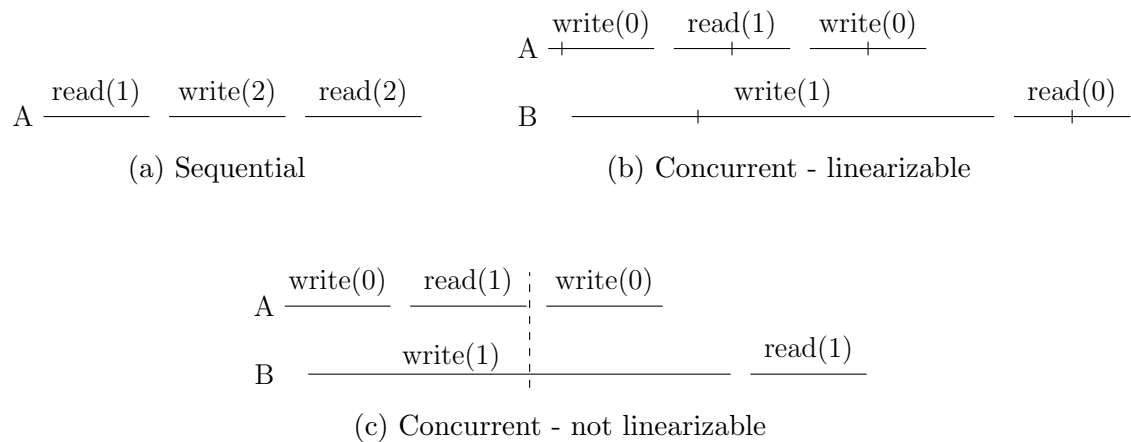 write(0) read(1) write(0)
A
read(1) write(2) read(2) write(1) read(0)
A B
(a) Sequential (b) Concurrent - linearizable
write(0) read(1) write(0)
A
write(1) read(1)
B
(c) Concurrent - not linearizable